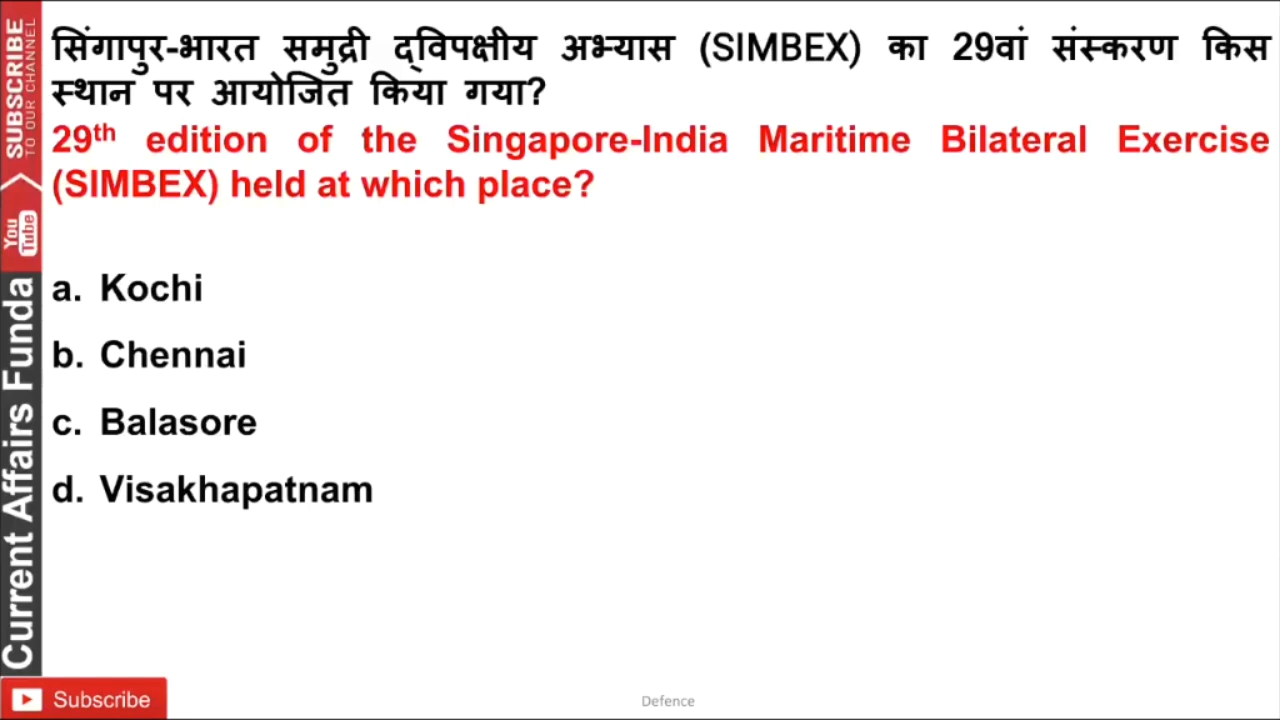 सिंगापुर-भारत समुद्री द्विपक्षीय अभ्यास (SIMBEX) का 29वां संस्करण किस
स्थान पर आयोजित किया गया?
29th edition of the Singapore-India Maritime Bilateral Exercise
(SIMBEX) held at which place?
a. Kochi
b. Chennai
c. Balasore
d. Visakhapatnam
SUBSCRIBE
TO OUR CHANNEL
You
Tube
Current Affairs Funda
Subscribe
Defence